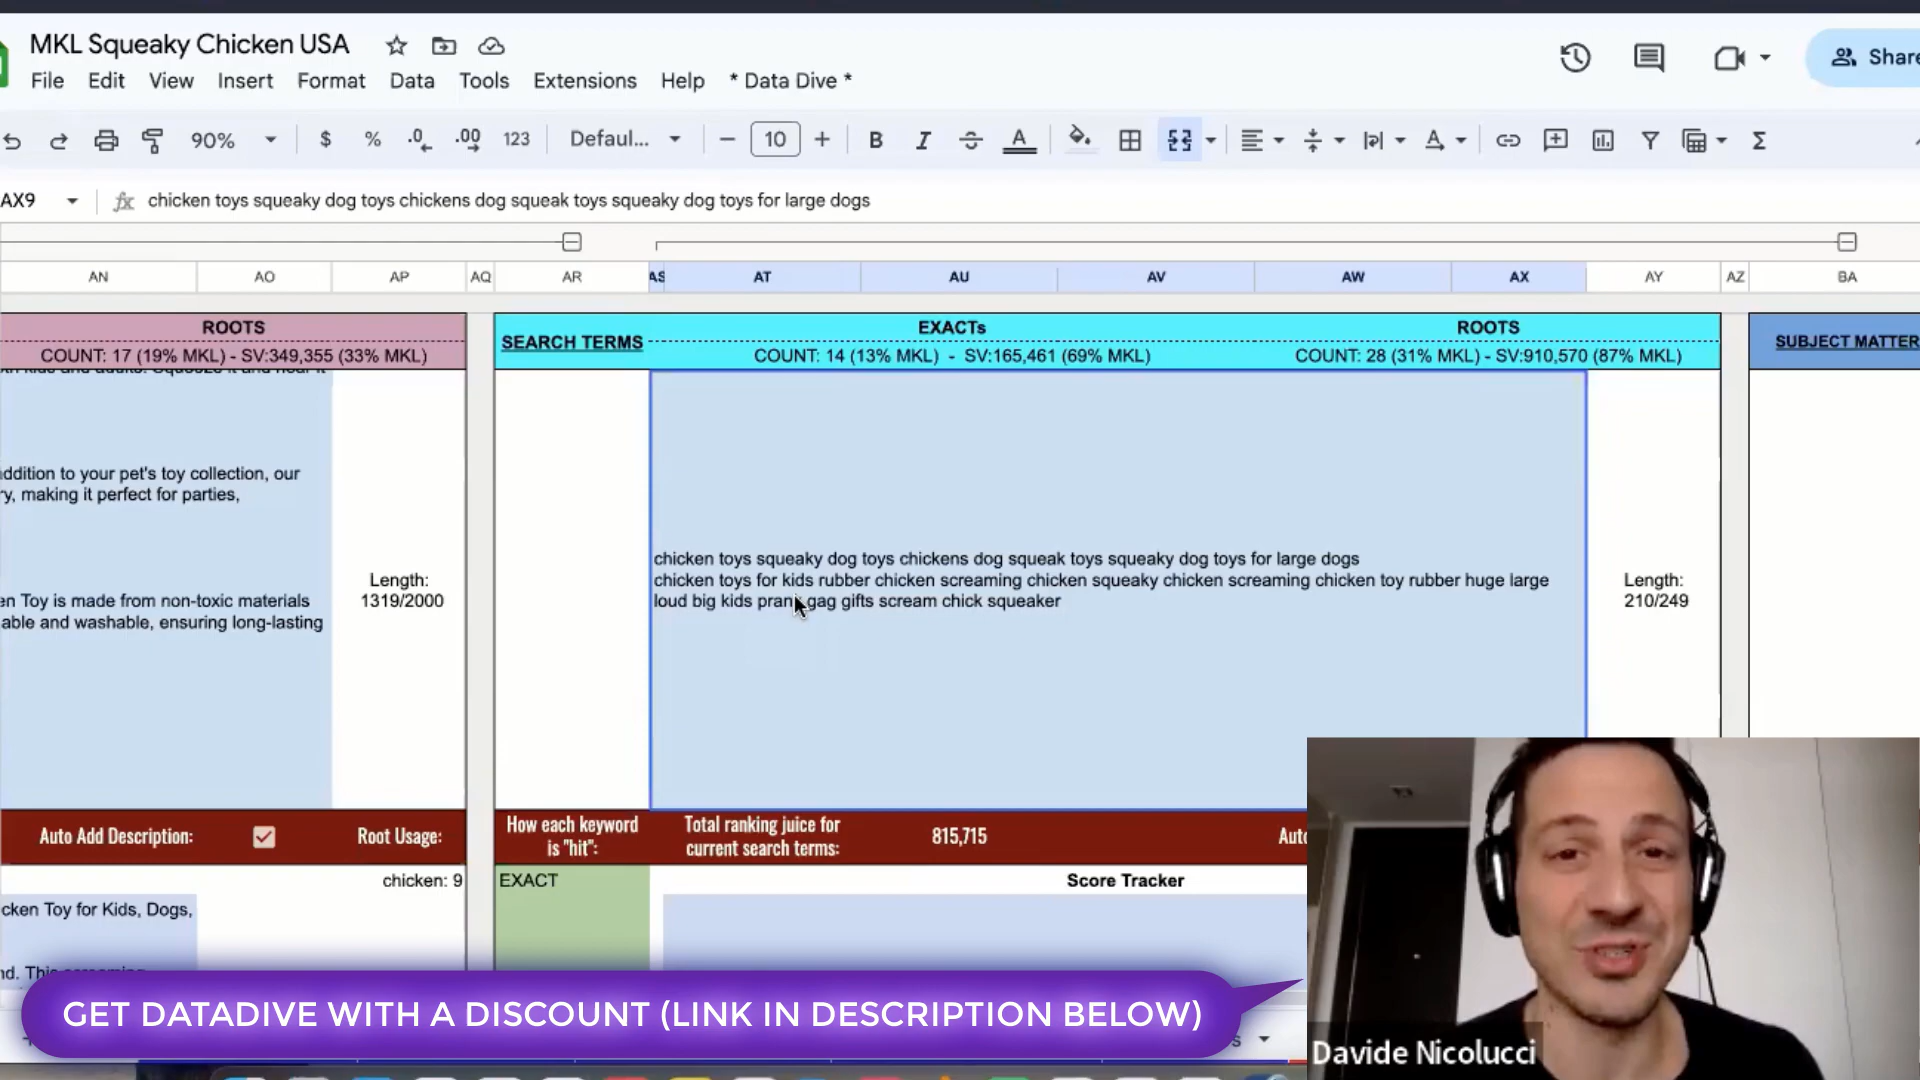 MKL Squeaky Chicken USA
Share
File Edit View Insert Format Data Tools Extensions Help * Data Dive *
90% $ % .0 .00 123 Defaul... 10 B I A
AX9 fx chicken toys squeaky dog toys chickens dog squeak toys squeaky dog toys for large dogs
AN AO AP AQ AR AS AT AU AV AW AX AY AZ BA
ROOTS
COUNT: 17 (19% MKL) - SV:349,355 (33% MKL)
SEARCH TERMS
EXACTs
COUNT: 14 (13% MKL) - SV:165,461 (69% MKL)
ROOTS
COUNT: 28 (31% MKL) - SV:910,570 (87% MKL)
SUBJECT MATTER
addition to your pet's toy collection, our
ry, making it perfect for parties,
en Toy is made from non-toxic materials
able and washable, ensuring long-lasting
Length:
1319/2000
chicken toys squeaky dog toys chickens dog squeak toys squeaky dog toys for large dogs
chicken toys for kids rubber chicken screaming chicken squeaky chicken screaming chicken toy rubber huge large
loud big kids prank gag gifts scream chick squeaker
Length:
210/249
Auto Add Description:
Root Usage:
How each keyword
is "hit":
Total ranking juice for
current search terms:
815,715
Auto
chicken: 9
EXACT
Score Tracker
cken Toy for Kids, Dogs,
GET DATADIVE WITH A DISCOUNT (LINK IN DESCRIPTION BELOW)
Davide Nicolucci